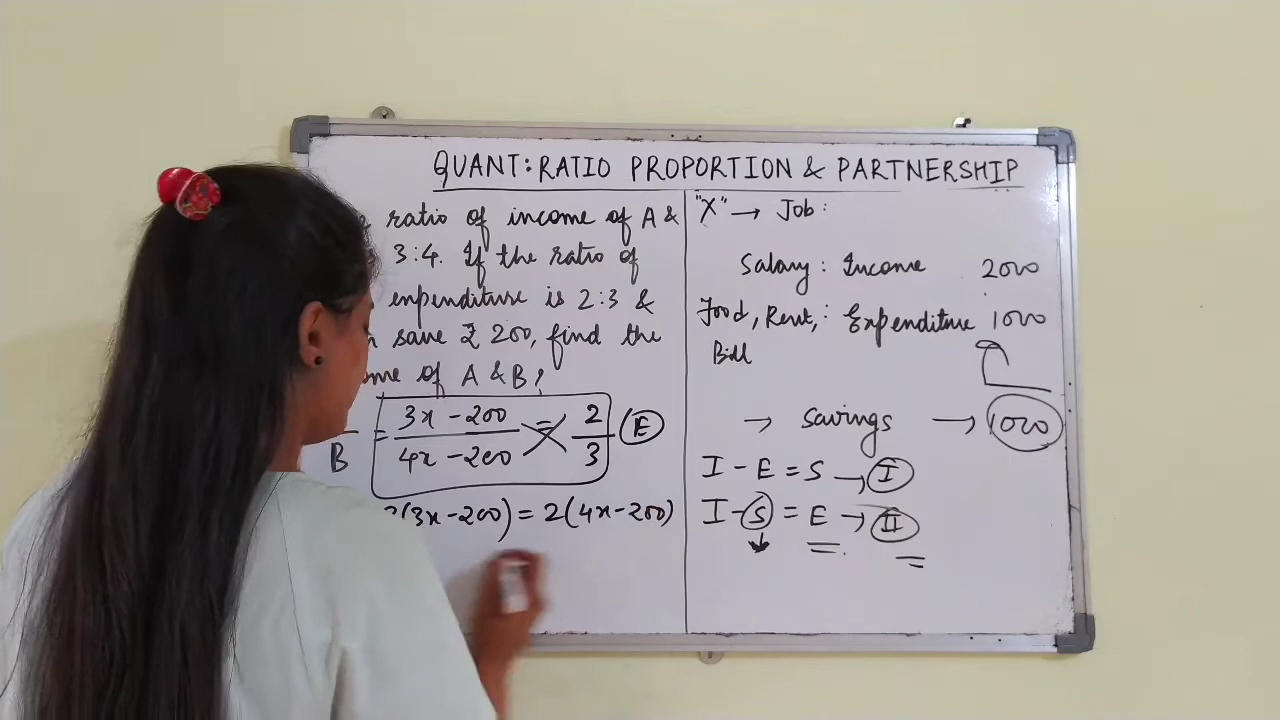 QUANT: RATIO PROPORTION & PARTNERSHIP
ratio of income of A &
3:4. If the ratio of
enpenditure is 2:3 &
save ₹ 200, find the
of A & B?
B = 3x - 200 / 4x - 200 = 2 / 3 (E)
(3x-200) = 2(4x-200)
"X" → Job:
Salary: Income 2000
Food, Rent,: Expenditure 1000
Bill
→ savings → 1000
I - E = S → I
I - S = E → II